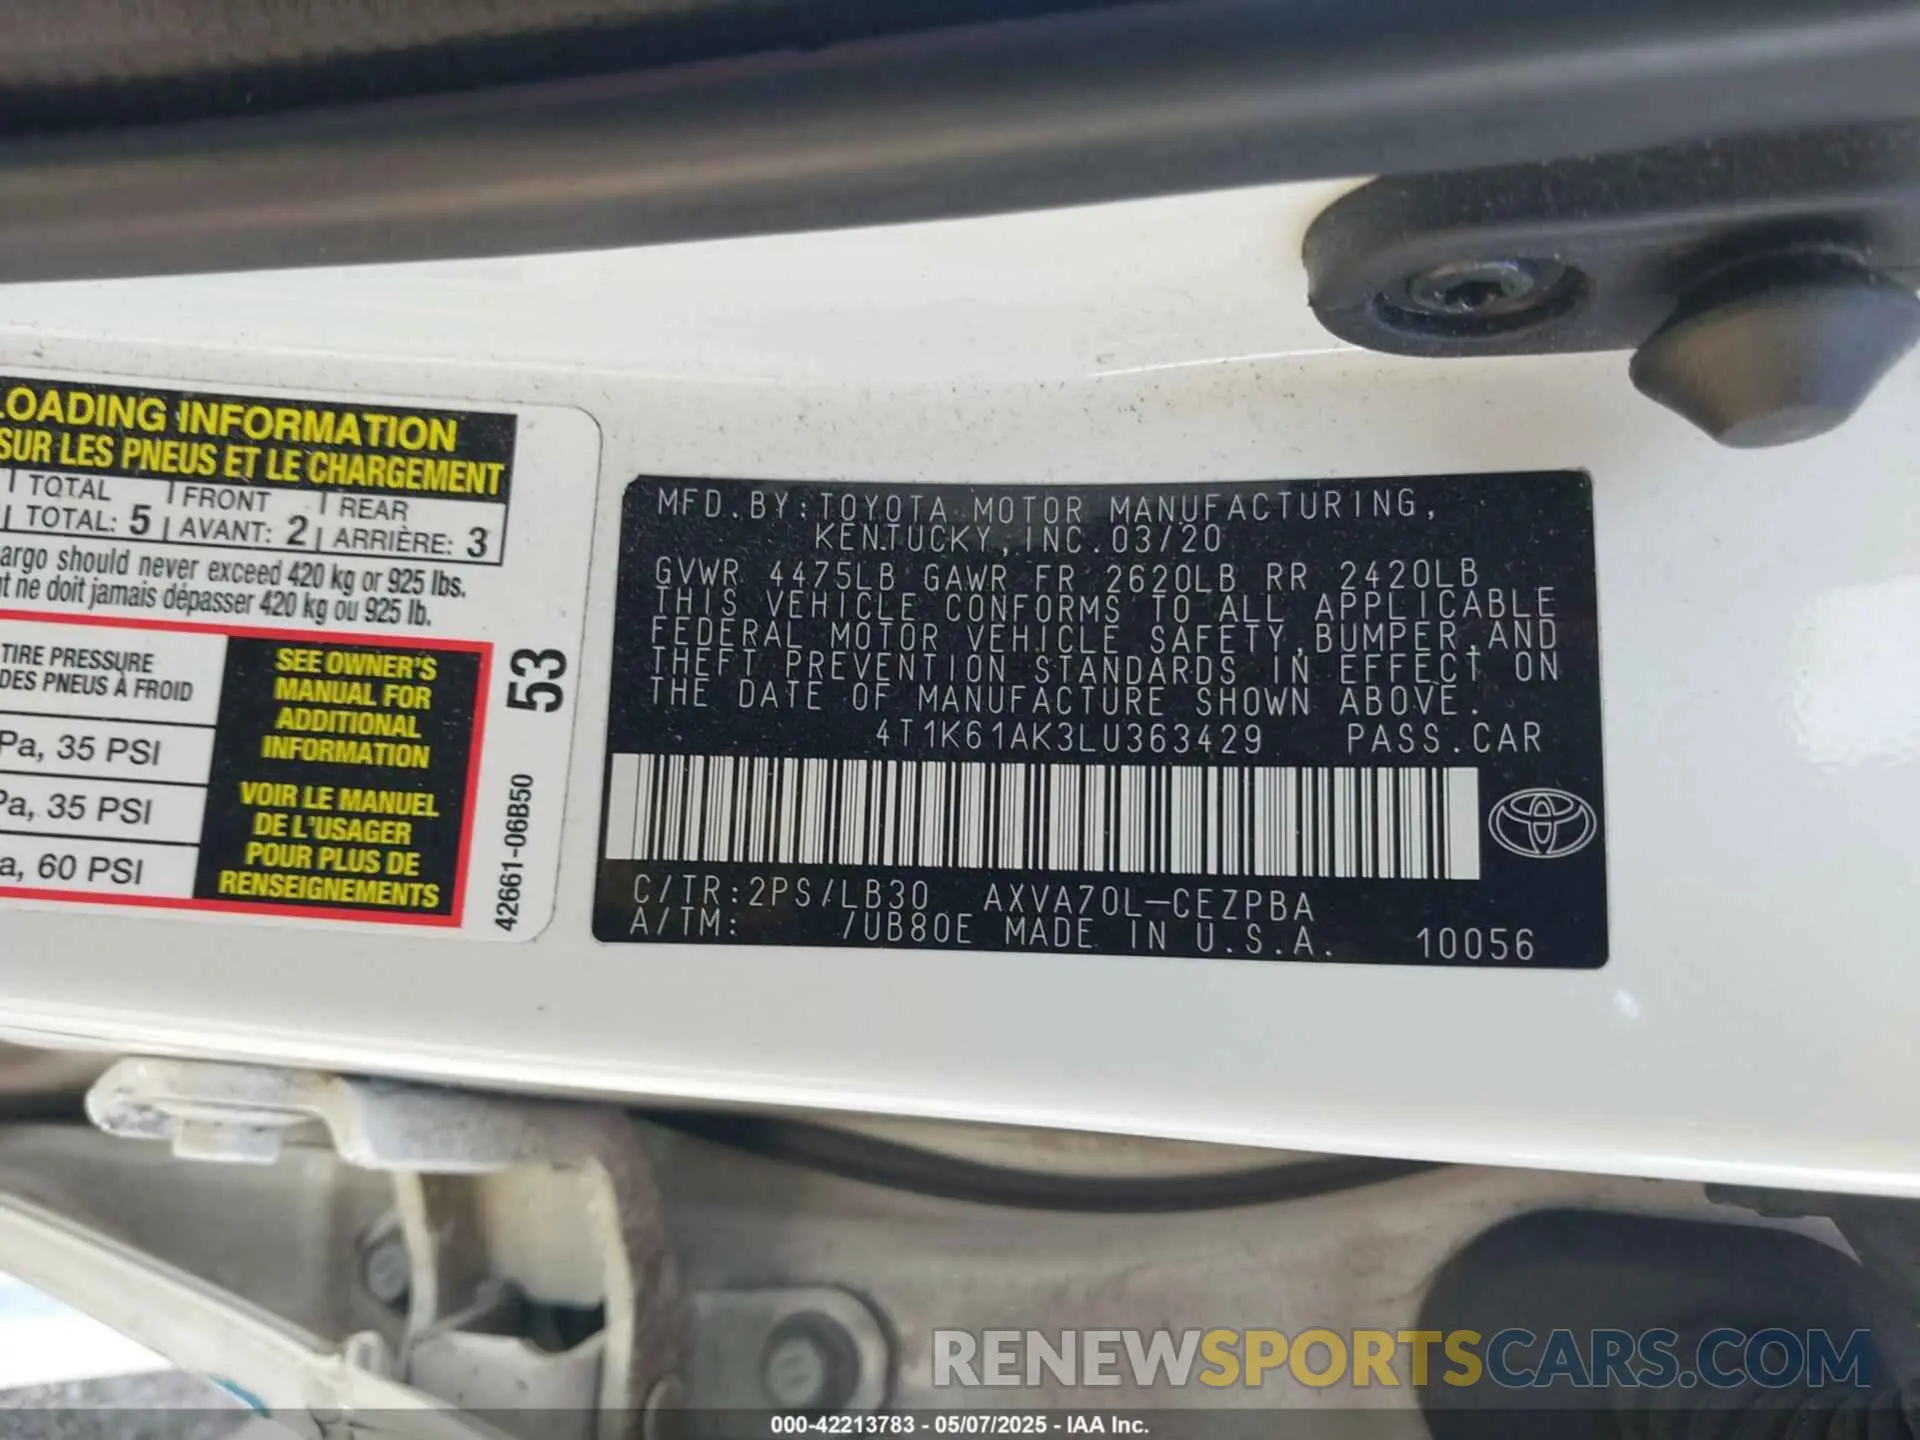 LOADING INFORMATION
SUR LES PNEUS ET LE CHARGEMENT
TOTAL FRONT REAR
TOTAL: 5 AVANT: 2 ARRIÈRE: 3
cargo should never exceed 420 kg or 925 lbs.
ne doit jamais dépasser 420 kg ou 925 lb.
TIRE PRESSURE
DES PNEUS À FROID
Pa, 35 PSI
Pa, 35 PSI
a, 60 PSI
SEE OWNER'S
MANUAL FOR
ADDITIONAL
INFORMATION
VOIR LE MANUEL
DE L'USAGER
POUR PLUS DE
RENSEIGNEMENTS
53
42661-06B50
MFD.BY:TOYOTA MOTOR MANUFACTURING,
KENTUCKY,INC.03/20
GVWR 4475LB GAWR FR 2620LB RR 2420LB
THIS VEHICLE CONFORMS TO ALL APPLICABLE
FEDERAL MOTOR VEHICLE SAFETY,BUMPER,AND
THEFT PREVENTION STANDARDS IN EFFECT ON
THE DATE OF MANUFACTURE SHOWN ABOVE.
4T1K61AK3LU363429 PASS.CAR
C/TR:2PS/LB30 AXVA70L-CEZPBA
A/TM: /UB80E MADE IN U.S.A. 10056
RENEWSPORTSCARS.COM
000-42213783 - 05/07/2025 - IAA Inc.